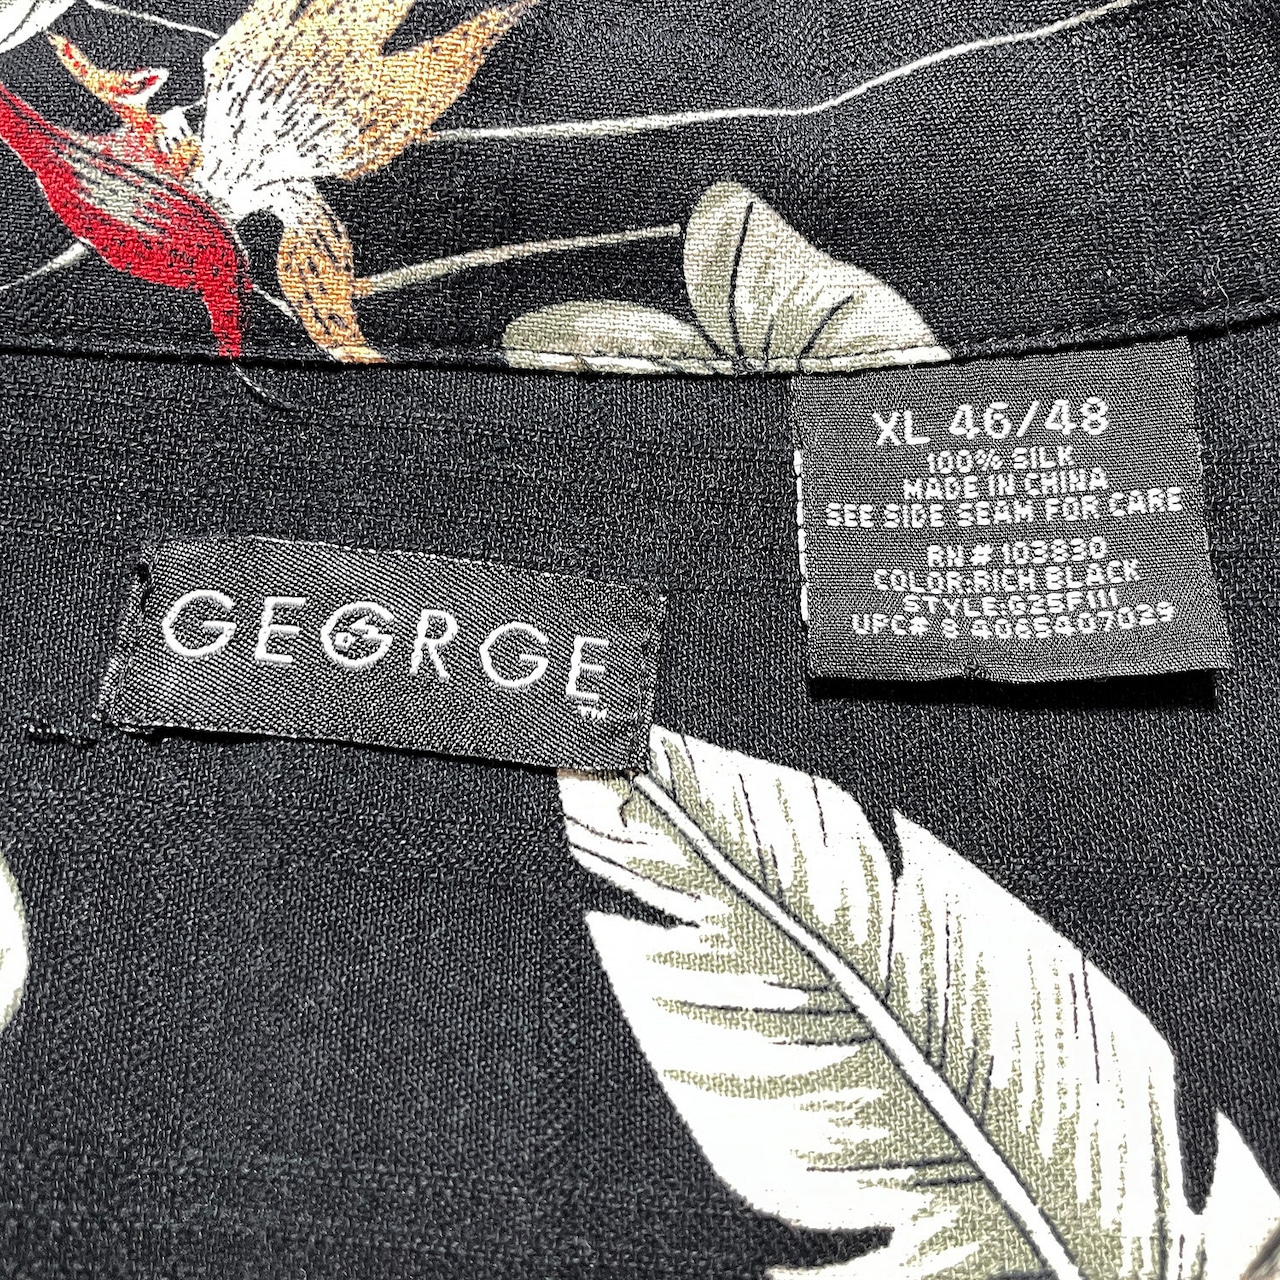 GEORGE
TM
XL 46/48
100% SILK
MADE IN CHINA
SEE SIDE SEAM FOR CARE
RN # 103830
COLOR:RICH BLACK
STYLE:G25F111
UPC# 8 4065407029